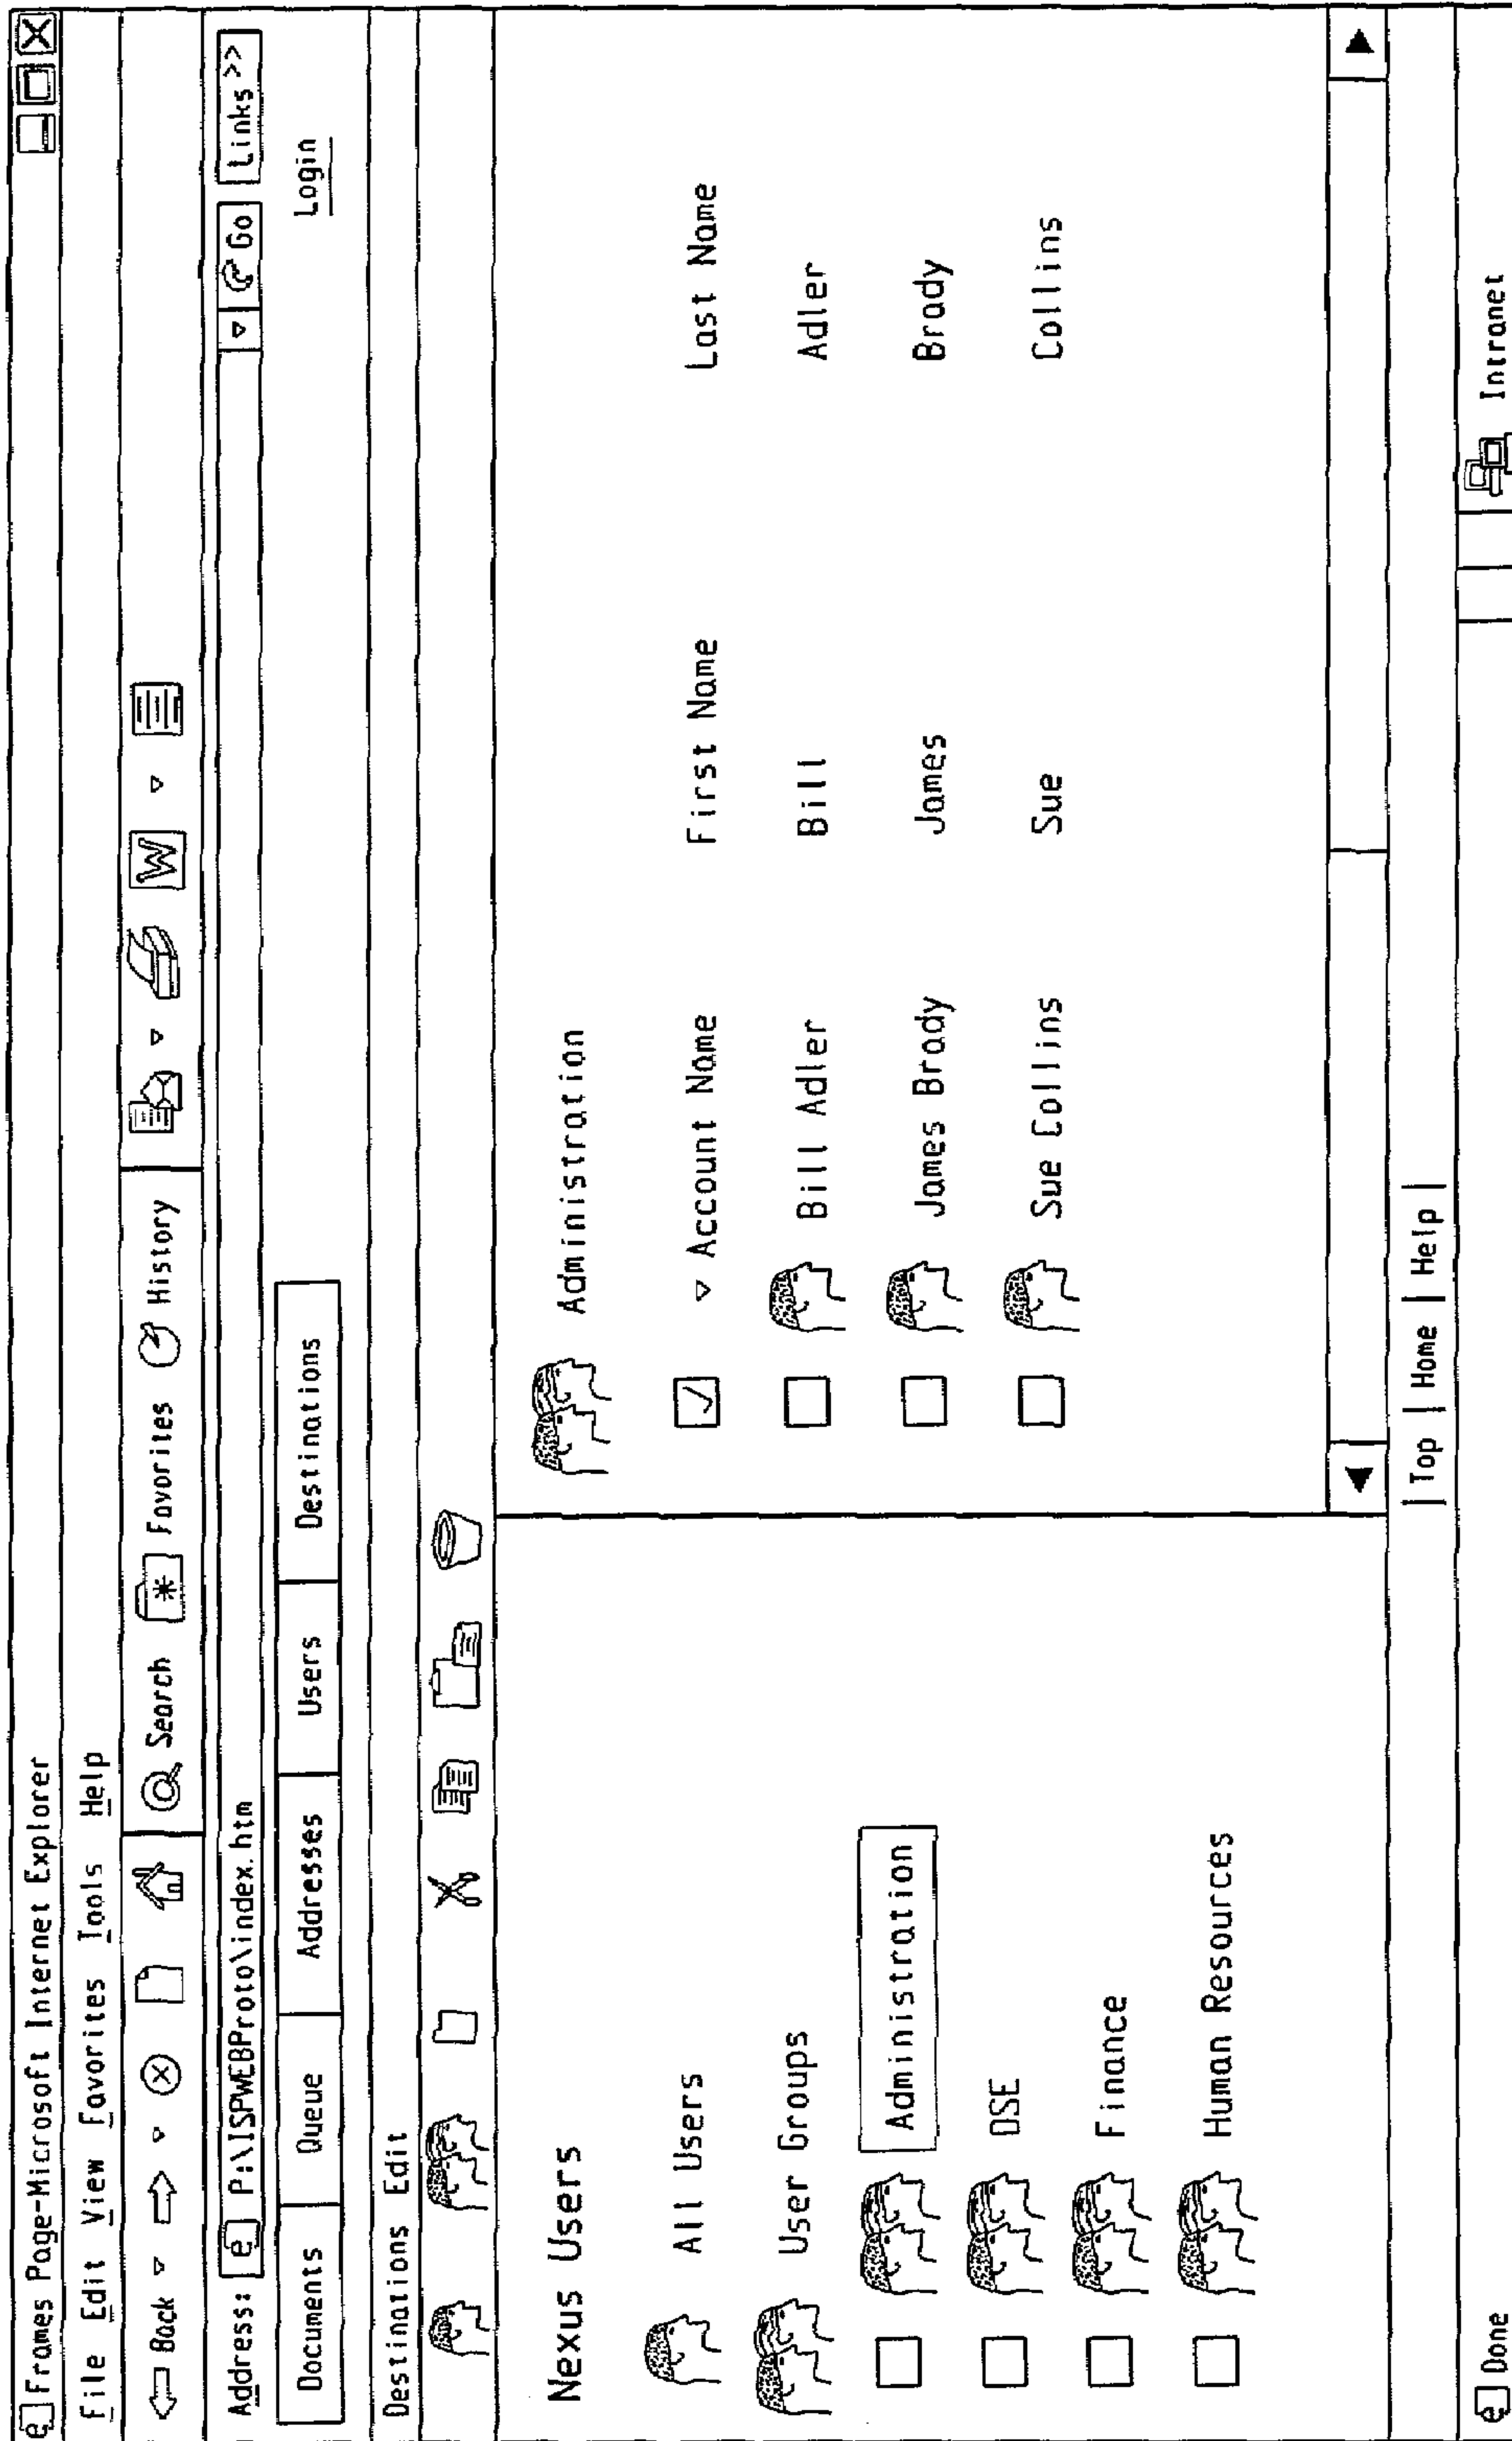 Frames Page-Microsoft Internet Explorer
File Edit View Favorites Tools Help
Back Search Favorites History
Address: P:\ISPWEBProto\index.htm Go Links >>
Documents Queue Addresses Users Destinations Login
Destinations Edit
Nexus Users
All Users
User Groups
Administration
DSE
Finance
Human Resources
Administration
Account Name First Name Last Name
Bill Adler Bill Adler
James Brady James Brady
Sue Collins Sue Collins
|Top | Home | Help |
Done Intranet